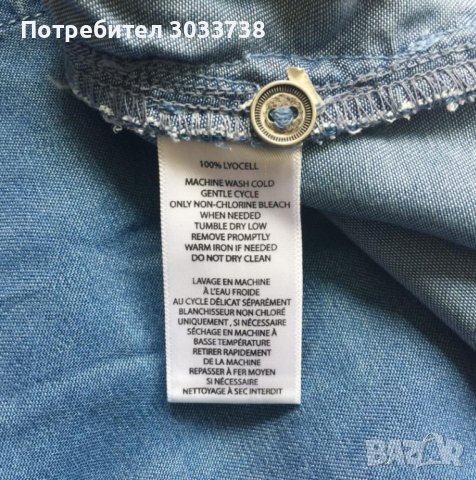 Потребител 3033738
100% LYOCELL
MACHINE WASH COLD
GENTLE CYCLE
ONLY NON-CHLORINE BLEACH
WHEN NEEDED
TUMBLE DRY LOW
REMOVE PROMPTLY
WARM IRON IF NEEDED
DO NOT DRY CLEAN
LAVAGE EN MACHINE
À L'EAU FROIDE
AU CYCLE DÉLICAT SÉPARÉMENT
BLANCHISSEUR NON CHLORÉ
UNIQUEMENT, SI NÉCESSAIRE
SÉCHAGE EN MACHINE À
BASSE TEMPÉRATURE
RETIRER RAPIDEMENT
DE LA MACHINE
REPASSER À FER MOYEN
SI NÉCESSAIRE
NETTOYAGE À SEC INTERDIT
BAZAR